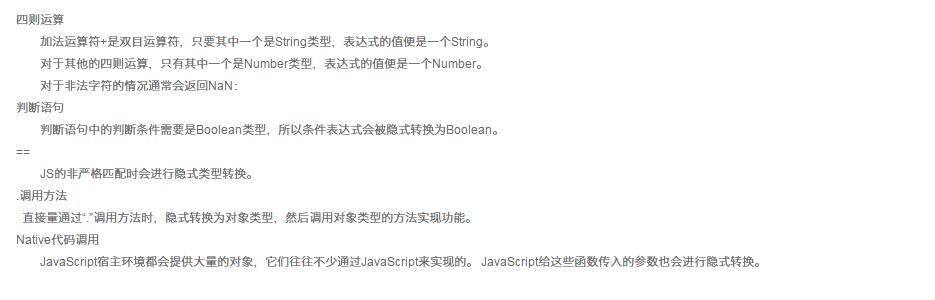 四则运算
加法运算符+是双目运算符，只要其中一个是String类型，表达式的值便是一个String。
对于其他的四则运算，只有其中一个是Number类型，表达式的值便是一个Number。
对于非法字符的情况通常会返回NaN：
判断语句
判断语句中的判断条件需要是Boolean类型，所以条件表达式会被隐式转换为Boolean。
==
JS的非严格匹配时会进行隐式类型转换。
.调用方法
直接量通过“.”调用方法时，隐式转换为对象类型，然后调用对象类型的方法实现功能。
Native代码调用
JavaScript宿主环境都会提供大量的对象，它们往往不少通过JavaScript来实现的。 JavaScript给这些函数传入的参数也会进行隐式转换。